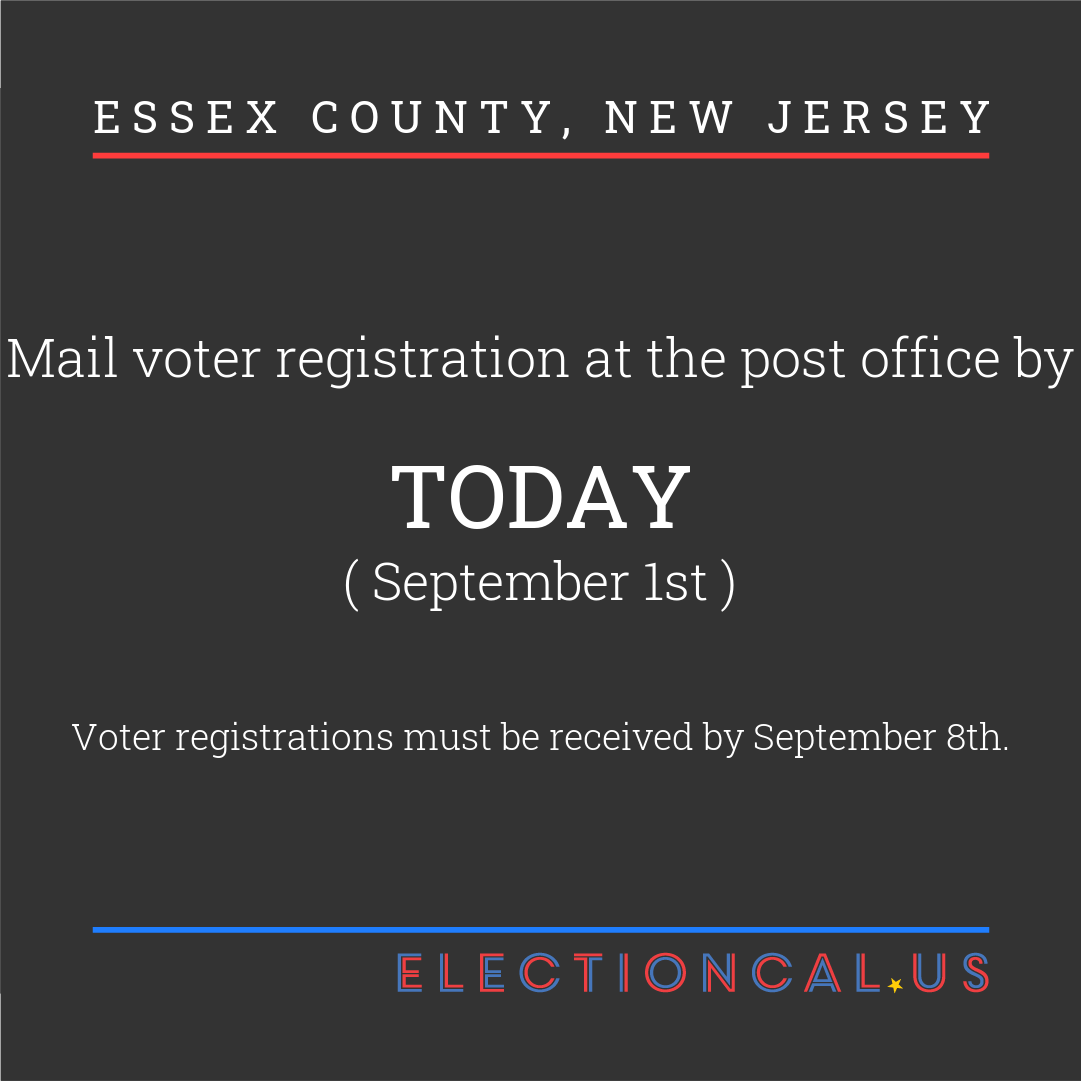 ESSEX COUNTY, NEW JERSEY
Mail voter registration at the post office by
TODAY
( September 1st )
Voter registrations must be received by September 8th.
ELECTIONCAL.US